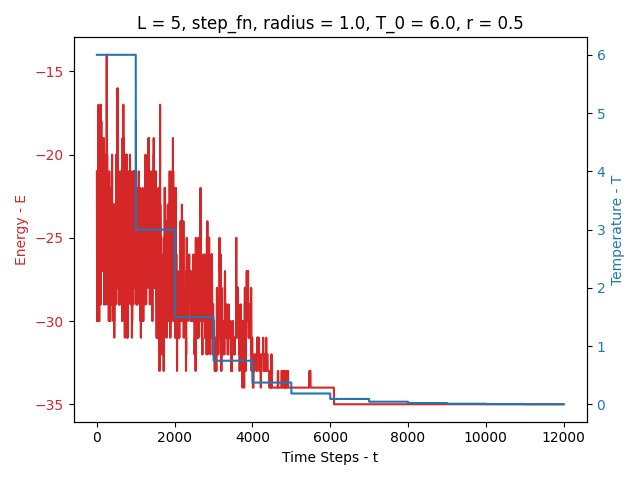 L = 5, step_fn, radius = 1.0, T_0 = 6.0, r = 0.5
Energy - E
−15
−20
−25
−30
−35
6
5
4
3
2
1
0
Temperature - T
0 2000 4000 6000 8000 10000 12000
Time Steps - t